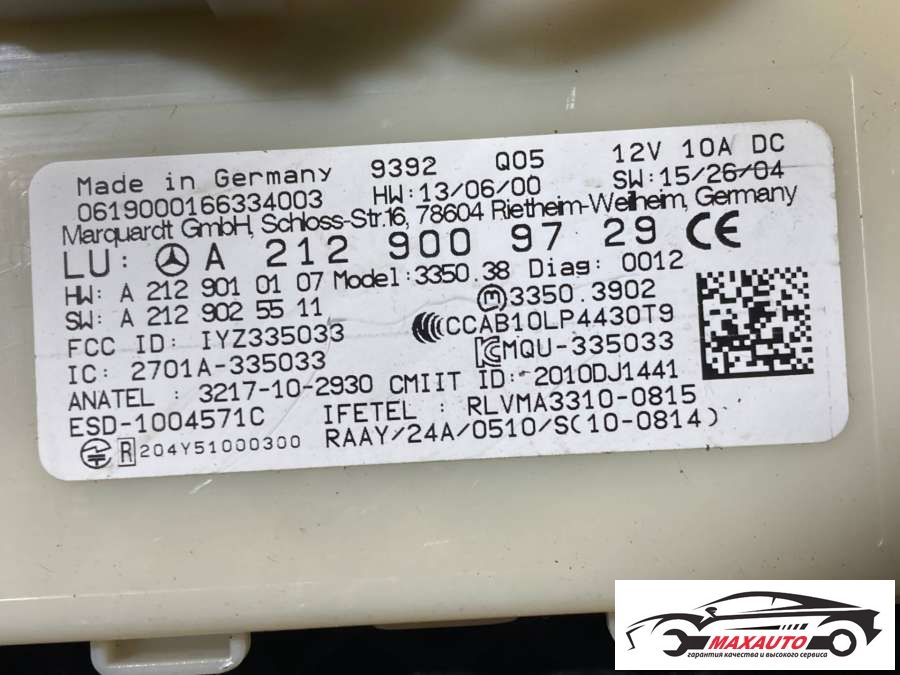 Made in Germany 9392 Q05 12V 10A DC
0619000166334003 HW:13/06/00 SW:15/26/04
Marquardt GmbH, Schloss-Str.16, 78604 Rietheim-Weilheim, Germany
LU: A 212 900 97 29 CE
HW: A 212 901 01 07 Model:3350.38 Diag: 0012
SW: A 212 902 55 11 m 3350.3902
FCC ID: IYZ335033 CCAB10LP4430T9
IC: 2701A-335033 MQU-335033
ANATEL : 3217-10-2930 CMIIT ID: 2010DJ1441
ESD-1004571C IFETEL : RLVMA3310-0815
R 204Y51000300 RAAY/24A/0510/S(10-0814)
MAXAUTO
гарантия качества и высокого сервиса